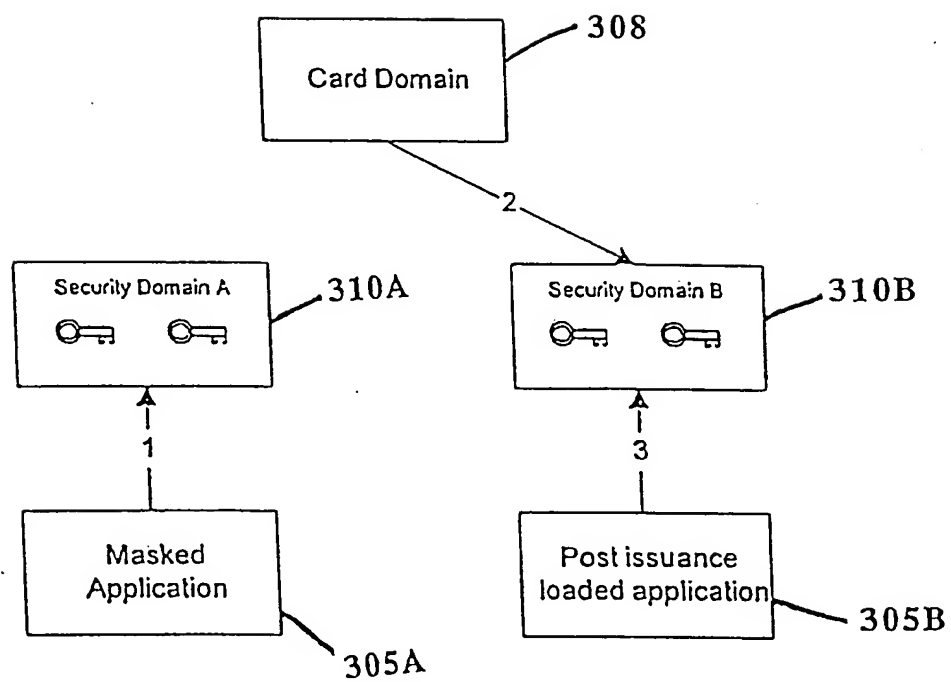 308
Card Domain
2
Security Domain A
310A
Security Domain B
310B
1
3
Masked
Application
305A
Post issuance
loaded application
305B